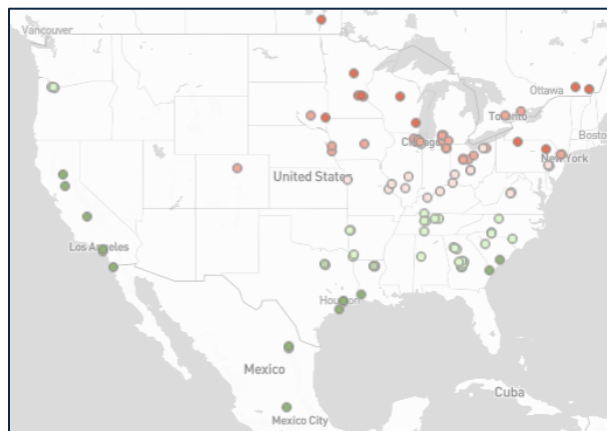 Vancouver
Ottawa
Toronto
Boston
Chicago
New York
United States
Los Angeles
Houston
Mexico
Cuba
Mexico City